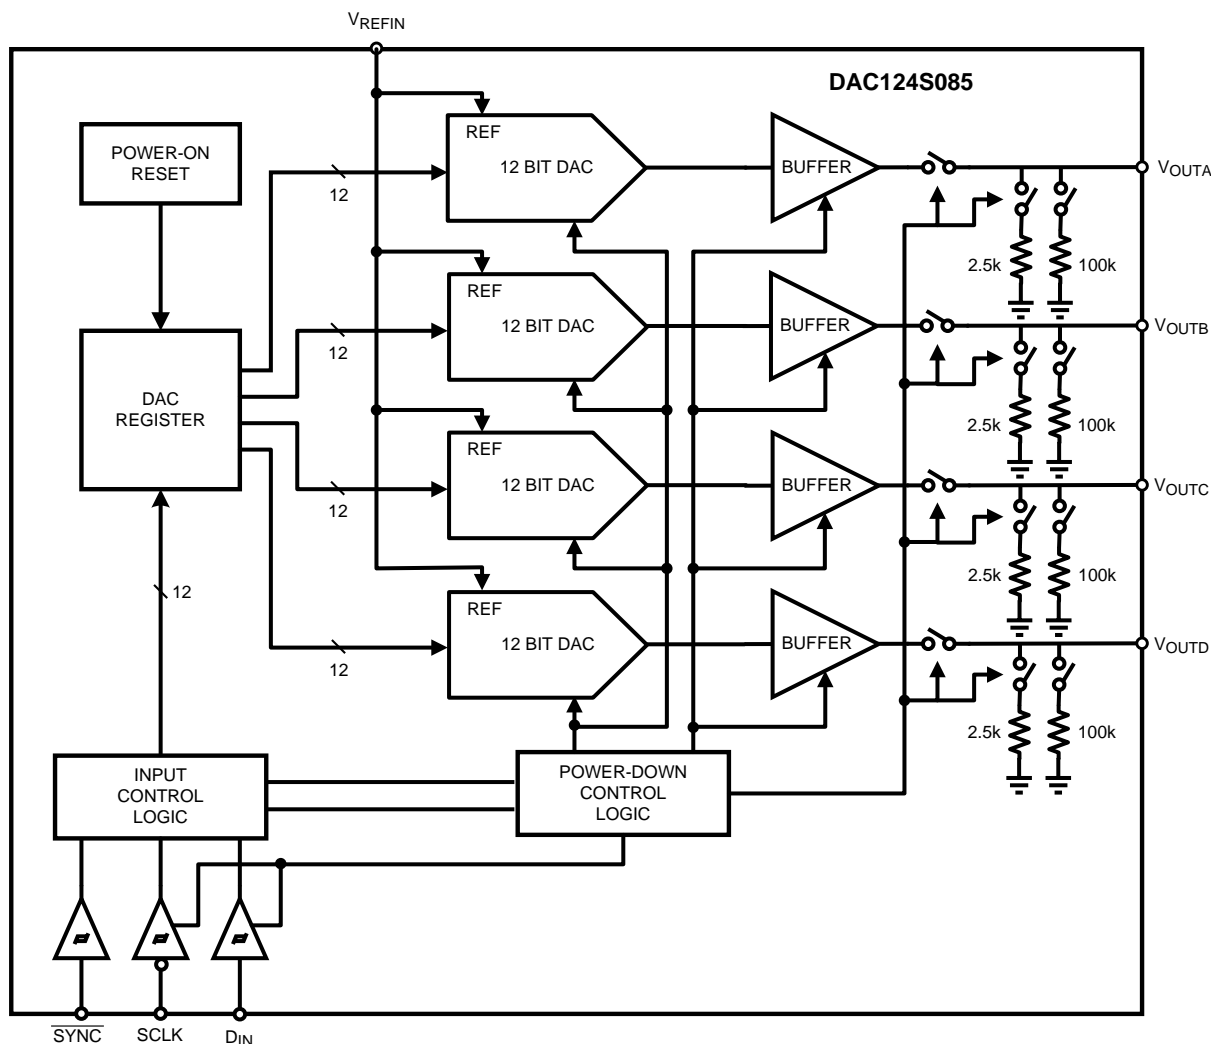 VREFIN
DAC124S085
POWER-ON
RESET
REF
12 BIT DAC
BUFFER
VOUTA
12
2.5k
100k
REF
12 BIT DAC
BUFFER
VOUTB
12
DAC
REGISTER
2.5k
100k
REF
12 BIT DAC
BUFFER
VOUTC
12
2.5k
100k
12
REF
12 BIT DAC
BUFFER
VOUTD
12
2.5k
100k
INPUT
CONTROL
LOGIC
POWER-DOWN
CONTROL
LOGIC
SYNC
SCLK
DIN